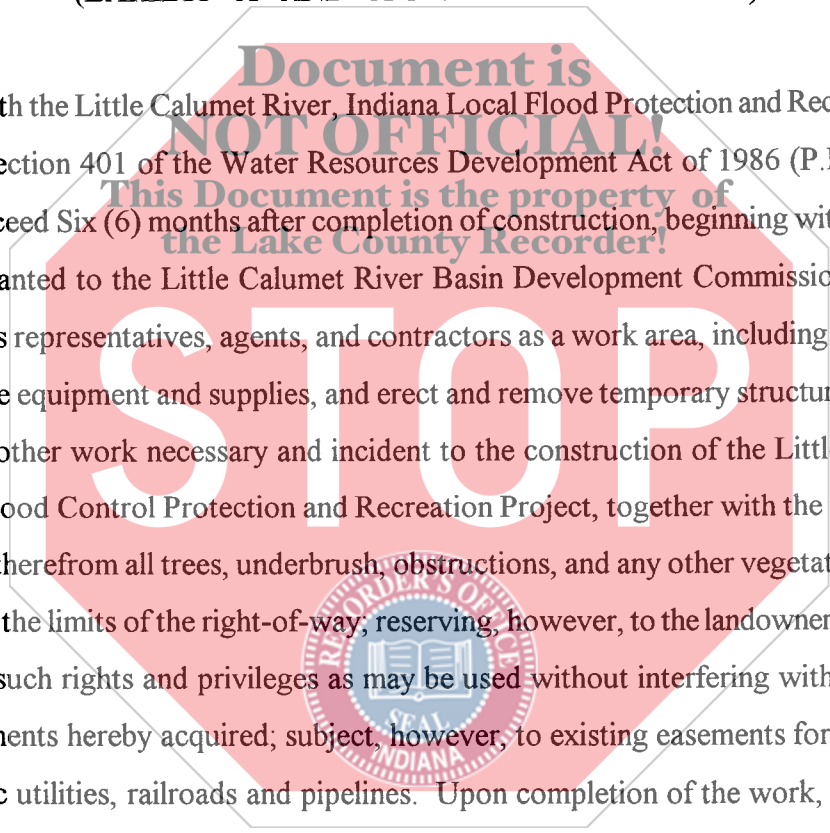 Document is
th the Little Calumet River, Indiana Local Flood Protection and Rec
NOT OFFICIAL!
ection 401 of the Water Resources Development Act of 1986 (P.
This Document is the property of
ceed Six (6) months after completion of construction, beginning wit
the Lake County Recorder!
anted to the Little Calumet River Basin Development Commissio
s representatives, agents, and contractors as a work area, including
e equipment and supplies, and erect and remove temporary structur
STOP
other work necessary and incident to the construction of the Littl
ood Control Protection and Recreation Project, together with the
therefrom all trees, underbrush, obstructions, and any other vegetat
RECORDER'S OFFICE
the limits of the right-of-way; reserving, however, to the landowner
such rights and privileges as may be used without interfering with
SEAL
nents hereby acquired; subject, however, to existing easements for
INDIANA
c utilities, railroads and pipelines. Upon completion of the work,